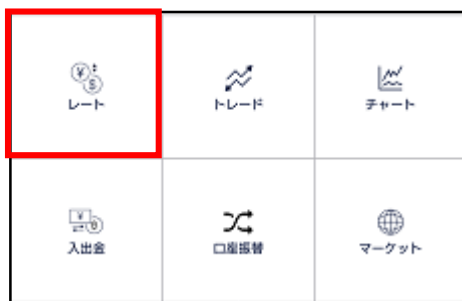 レート
トレード
チャート
入出金
口座振替
マーケット